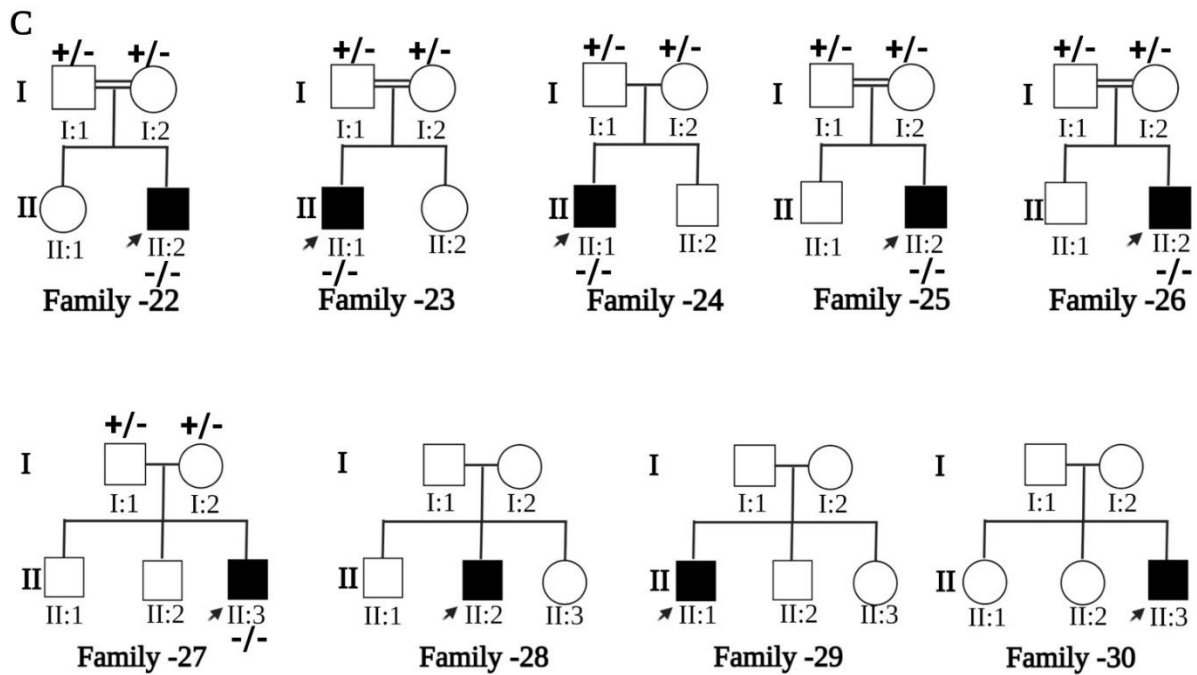 C
+/- +/- +/- +/- +/- +/- +/- +/- +/- +/-
I I I I I
I:1 I:2 I:1 I:2 I:1 I:2 I:1 I:2 I:1 I:2
II II II II II
II:1 II:2 II:1 II:2 II:1 II:2 II:1 II:2 II:1 II:2
-/- -/- -/- -/- -/-
Family -22 Family -23 Family -24 Family -25 Family -26
+/- +/-
I I I I
I:1 I:2 I:1 I:2 I:1 I:2 I:1 I:2
II II II II
II:1 II:2 II:3 II:1 II:2 II:3 II:1 II:2 II:3 II:1 II:2 II:3
-/-
Family -27 Family -28 Family -29 Family -30